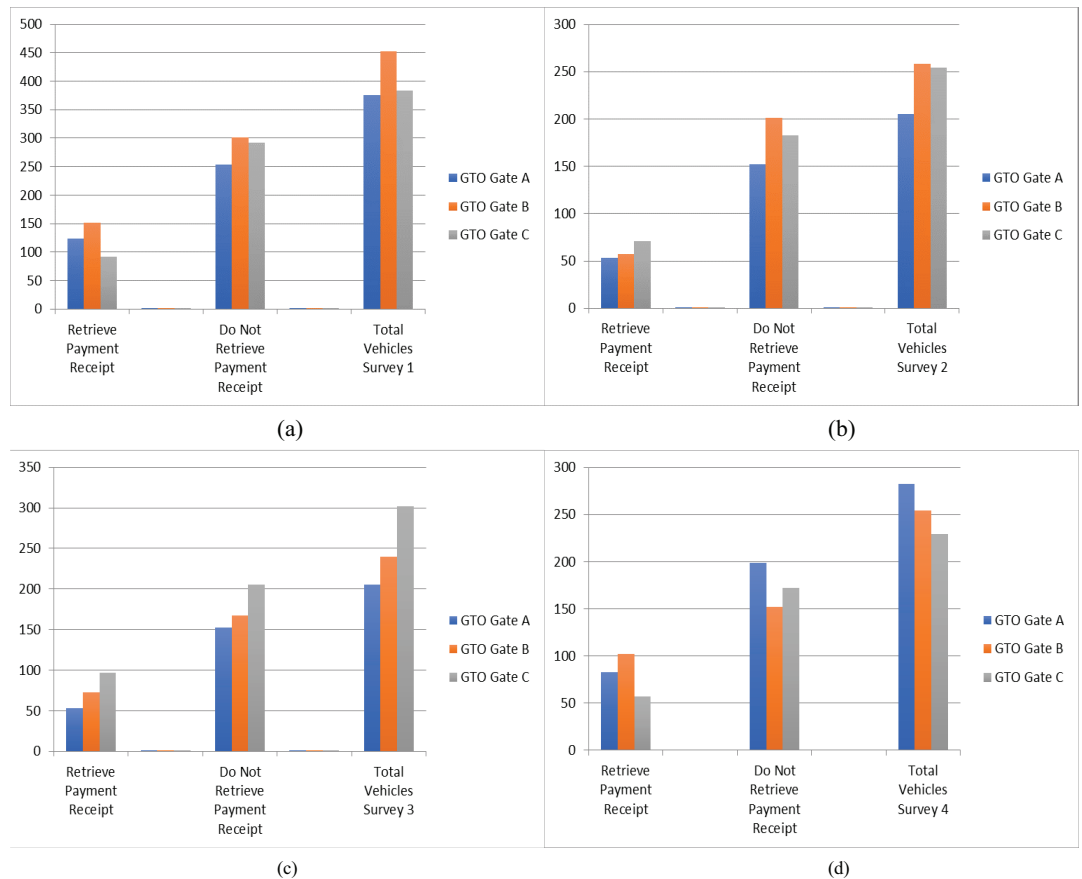 500
450
400
350
300
250
200
150
100
50
0
Retrieve
Payment
Receipt
Do Not
Retrieve
Payment
Receipt
Total
Vehicles
Survey 1
GTO Gate A
GTO Gate B
GTO Gate C
(a)
300
250
200
150
100
50
0
Retrieve
Payment
Receipt
Do Not
Retrieve
Payment
Receipt
Total
Vehicles
Survey 2
GTO Gate A
GTO Gate B
GTO Gate C
(b)
350
300
250
200
150
100
50
0
Retrieve
Payment
Receipt
Do Not
Retrieve
Payment
Receipt
Total
Vehicles
Survey 3
GTO Gate A
GTO Gate B
GTO Gate C
(c)
300
250
200
150
100
50
0
Retrieve
Payment
Receipt
Do Not
Retrieve
Payment
Receipt
Total
Vehicles
Survey 4
GTO Gate A
GTO Gate B
GTO Gate C
(d)